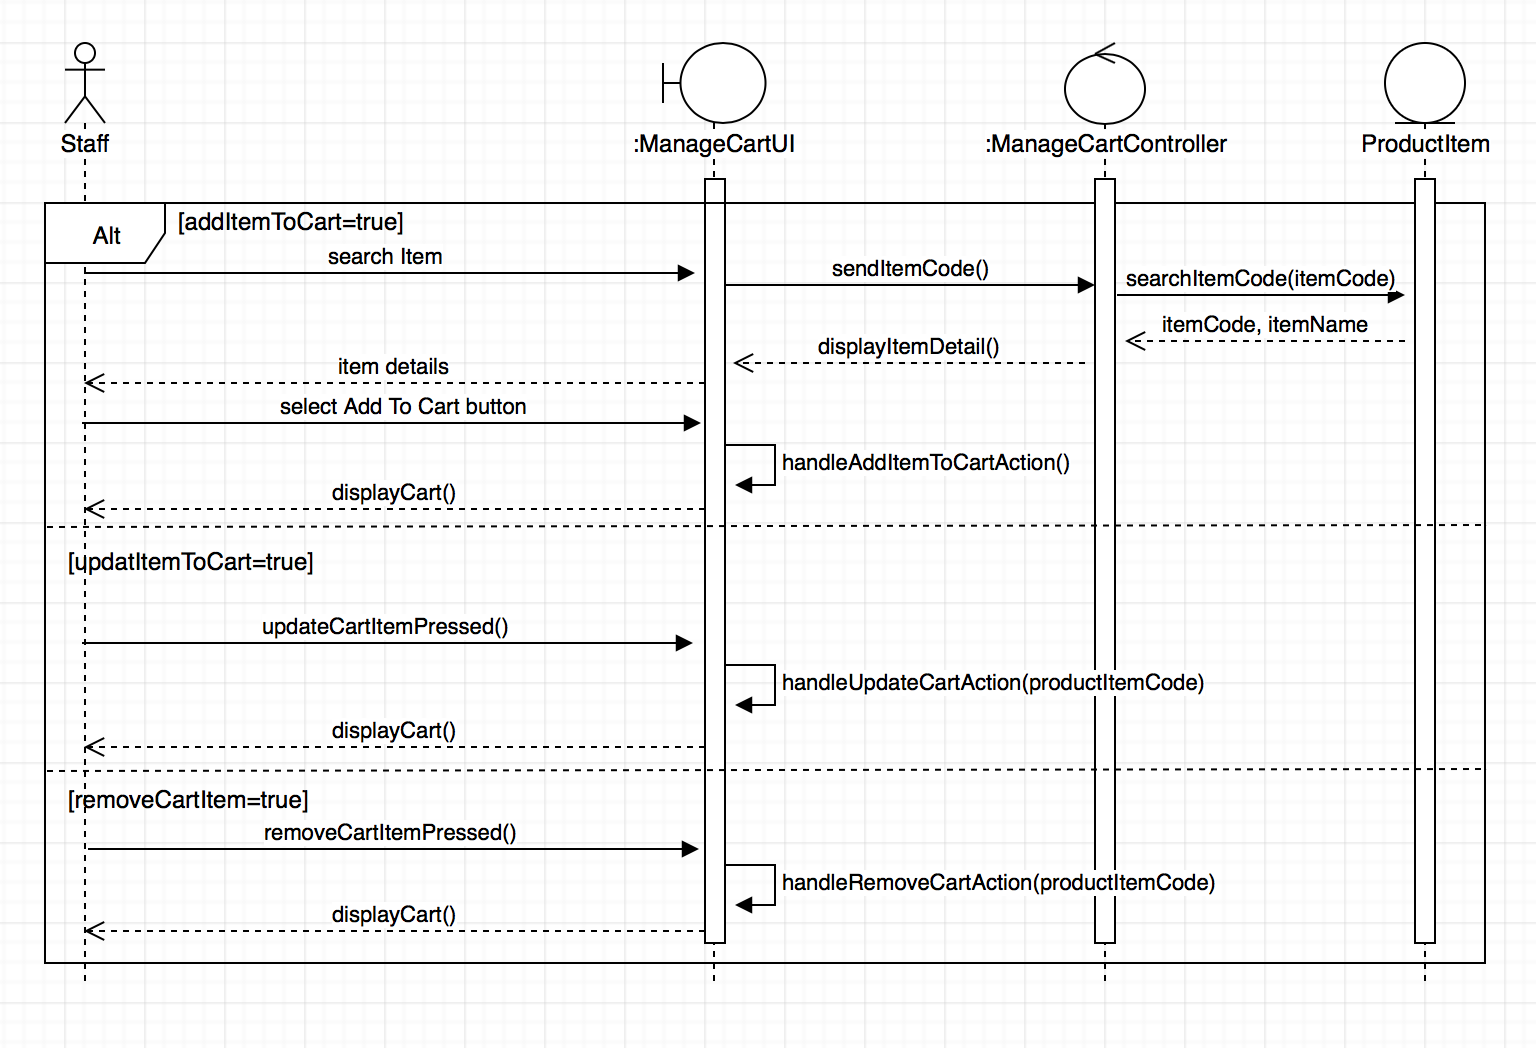 Staff
:ManageCartUI
:ManageCartController
ProductItem
Alt
[addItemToCart=true]
search Item
sendItemCode()
searchItemCode(itemCode)
itemCode, itemName
displayItemDetail()
item details
select Add To Cart button
handleAddItemToCartAction()
displayCart()
[updatItemToCart=true]
updateCartItemPressed()
handleUpdateCartAction(productItemCode)
displayCart()
[removeCartItem=true]
removeCartItemPressed()
handleRemoveCartAction(productItemCode)
displayCart()